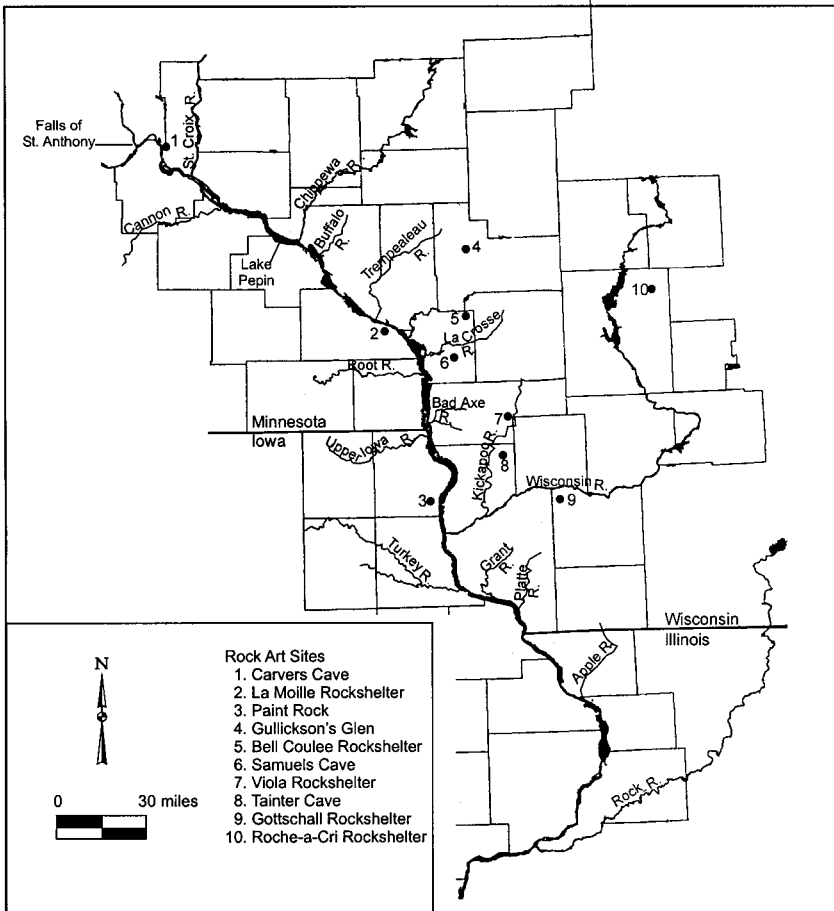 Falls of
St. Anthony
1
St. Croix R.
Chippewa R.
Cannon R.
Buffalo R.
Trempealeau R.
4
Lake
Pepin
10
2
5
La Crosse R.
6
Root R.
Bad Axe R.
7
Minnesota
Iowa
Upper Iowa R.
Kickapoo R.
8
Wisconsin R.
3
9
Turkey R.
Grant R.
Platte R.
Wisconsin
Illinois
Apple R.
Rock R.
N
0 30 miles
Rock Art Sites
1. Carvers Cave
2. La Moille Rockshelter
3. Paint Rock
4. Gullickson's Glen
5. Bell Coulee Rockshelter
6. Samuels Cave
7. Viola Rockshelter
8. Tainter Cave
9. Gottschall Rockshelter
10. Roche-a-Cri Rockshelter